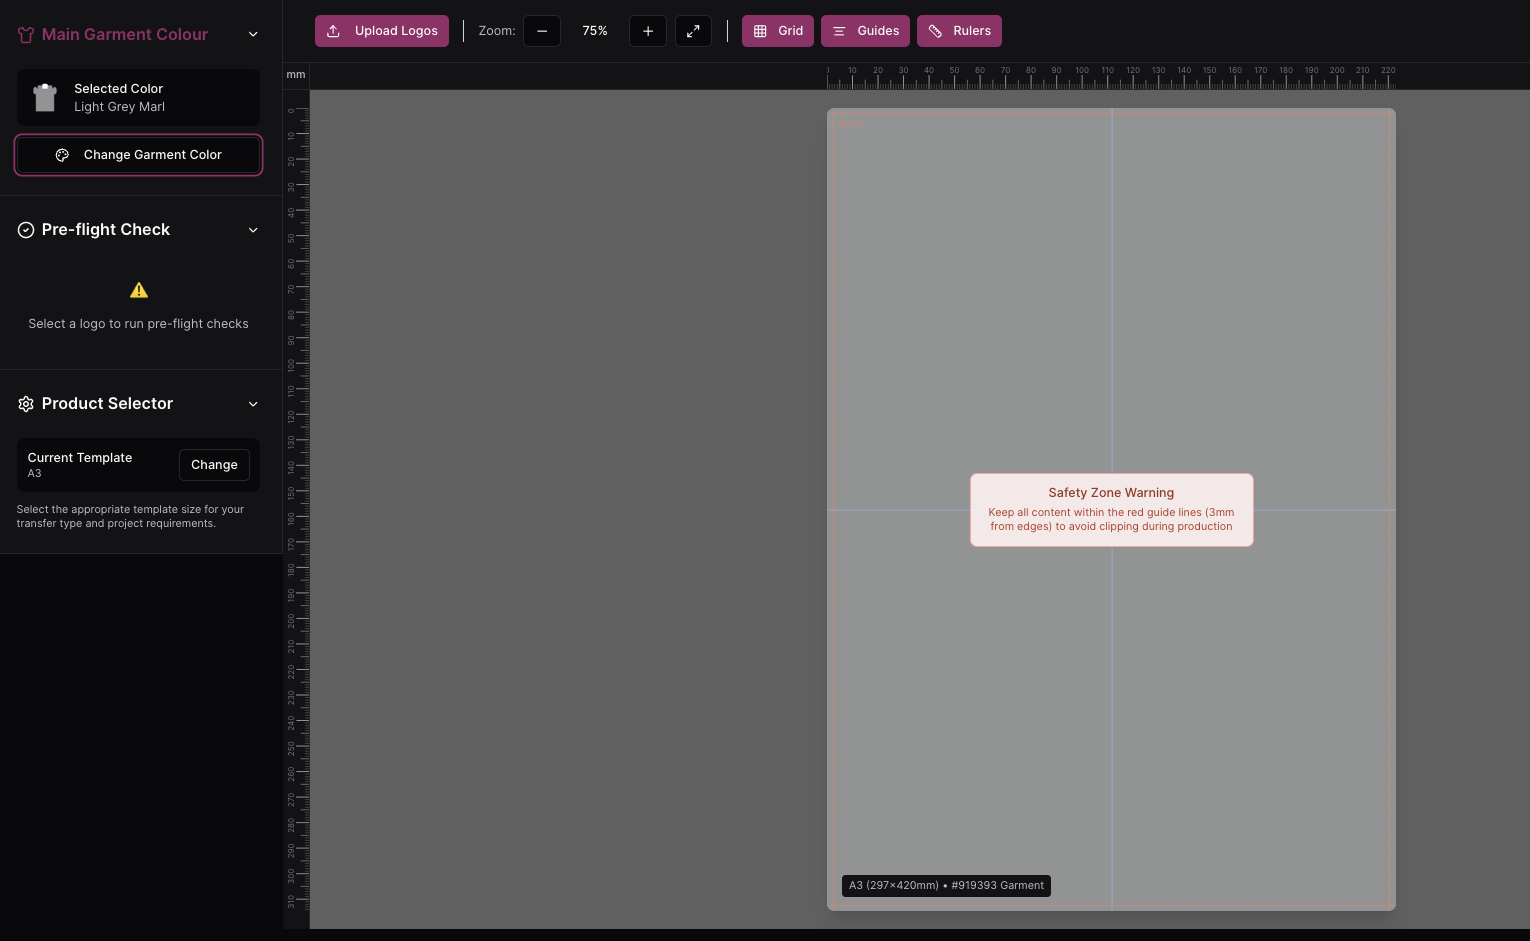 Main Garment Colour
Upload Logos
Zoom:
75%
Grid
Guides
Rulers
mm
10 20 30 40 50 60 70 80 90 100 110 120 130 140 150 160 170 180 190 200 210 220
Selected Color
Light Grey Marl
Change Garment Color
Pre-flight Check
Select a logo to run pre-flight checks
Product Selector
Current Template
A3
Change
Select the appropriate template size for your
transfer type and project requirements.
0
10
20
30
40
50
60
70
80
90
100
110
120
130
140
150
160
170
180
190
200
210
220
230
240
250
260
270
280
290
300
310
Safety Zone Warning
Keep all content within the red guide lines (3mm
from edges) to avoid clipping during production
A3 (297×420mm) • #919393 Garment